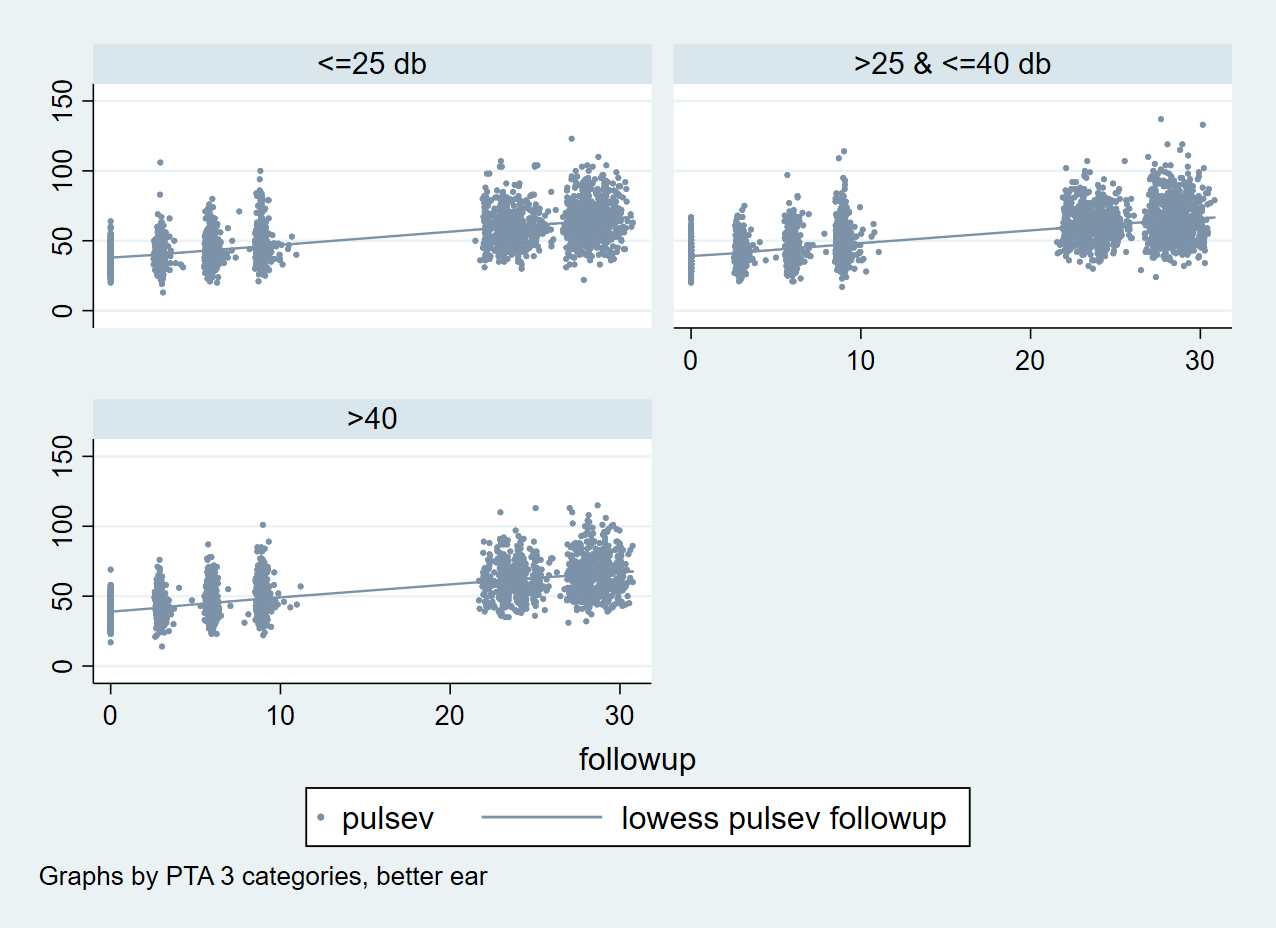 <=25 db
>25 & <=40 db
150
100
50
0
0 10 20 30
>40
150
100
50
0
0 10 20 30
followup
pulsev lowess pulsev followup
Graphs by PTA 3 categories, better ear